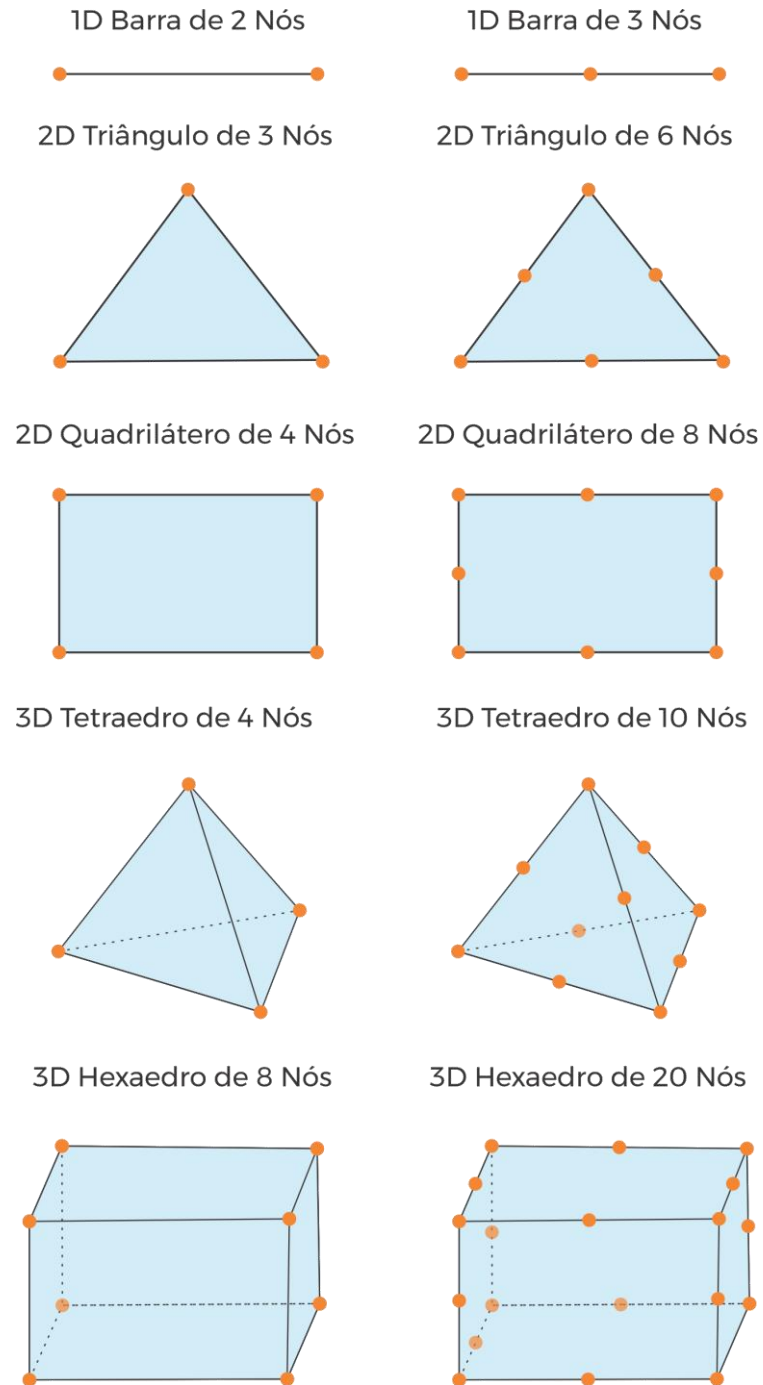 1D Barra de 2 Nós
1D Barra de 3 Nós
2D Triângulo de 3 Nós
2D Triângulo de 6 Nós
2D Quadrilátero de 4 Nós
2D Quadrilátero de 8 Nós
3D Tetraedro de 4 Nós
3D Tetraedro de 10 Nós
3D Hexaedro de 8 Nós
3D Hexaedro de 20 Nós